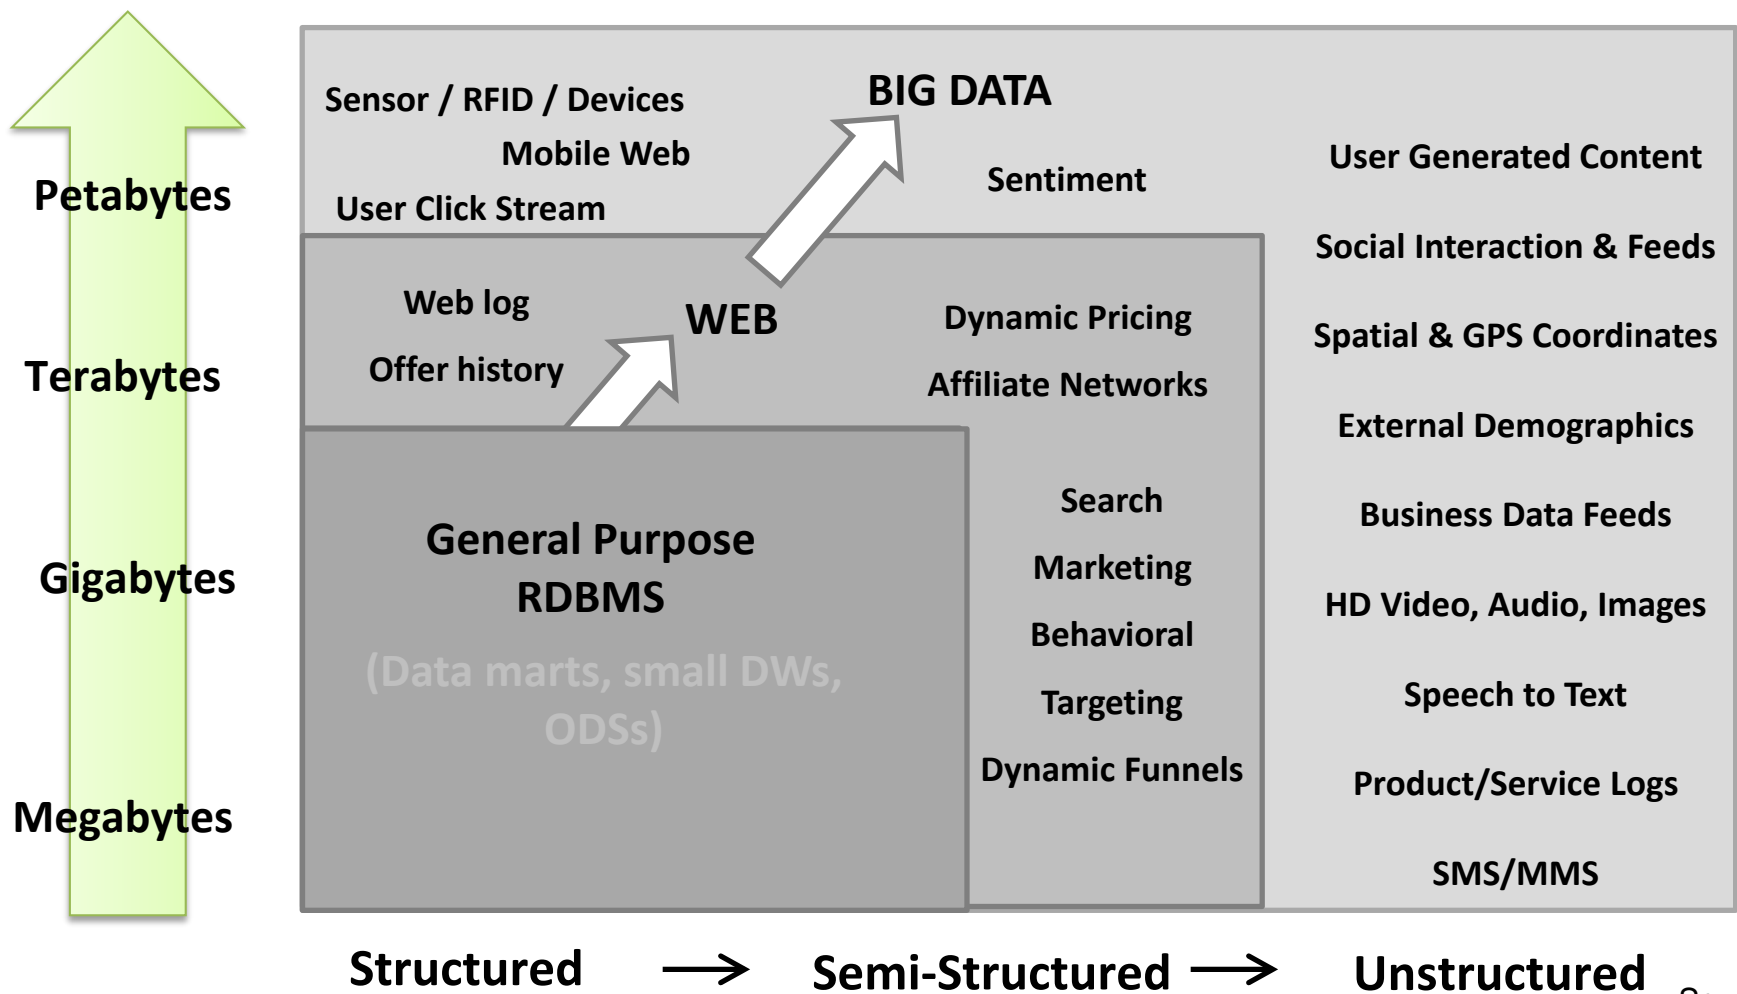 Petabytes
Terabytes
Gigabytes
Megabytes
Sensor / RFID / Devices
Mobile Web
User Click Stream
BIG DATA
Sentiment
Web log
Offer history
WEB
Dynamic Pricing
Affiliate Networks
General Purpose
RDBMS
(Data marts, small DWs,
ODSs)
Search
Marketing
Behavioral
Targeting
Dynamic Funnels
User Generated Content
Social Interaction & Feeds
Spatial & GPS Coordinates
External Demographics
Business Data Feeds
HD Video, Audio, Images
Speech to Text
Product/Service Logs
SMS/MMS
Structured → Semi-Structured → Unstructured